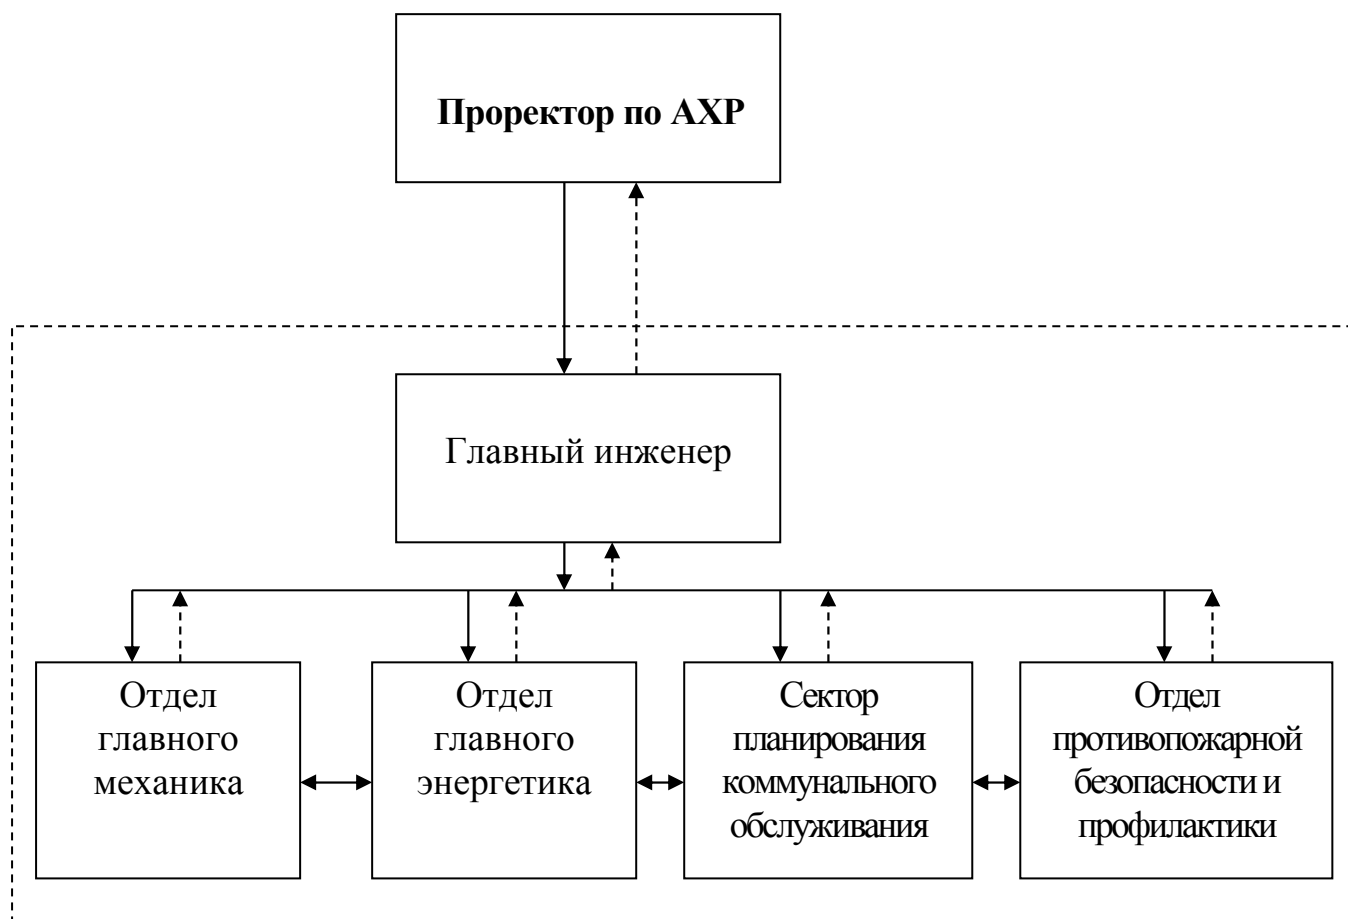 Проректор по АХР
Главный инженер
Отдел
главного
механика
Отдел
главного
энергетика
Сектор
планирования
коммунального
обслуживания
Отдел
противопожарной
безопасности и
профилактики